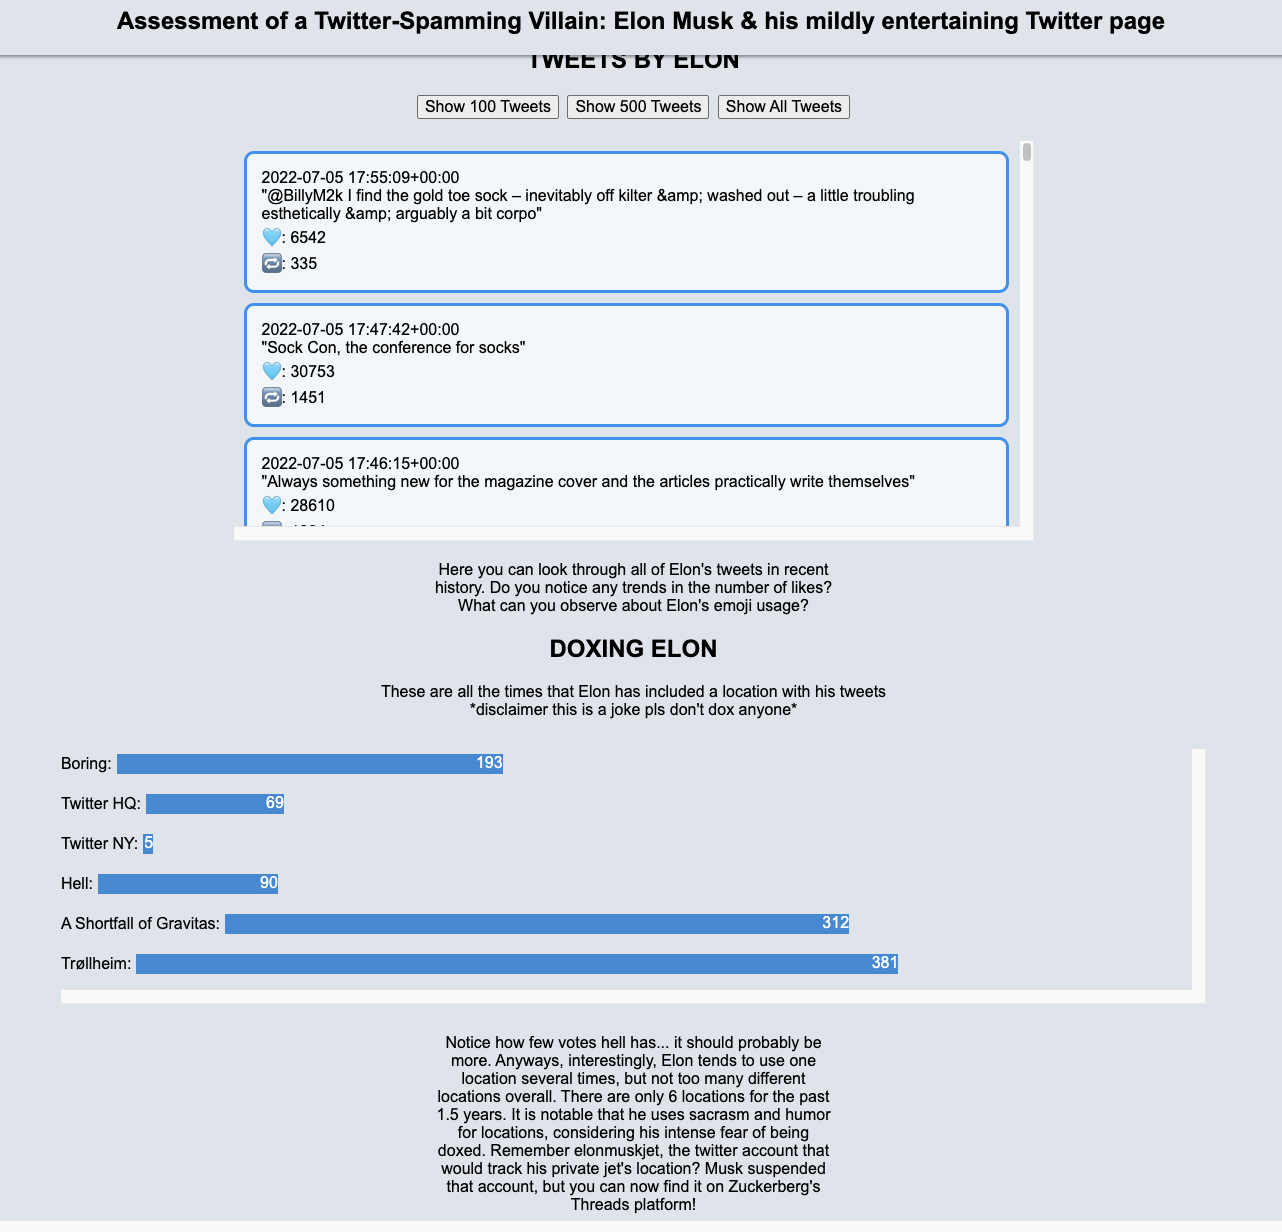 Assessment of a Twitter-Spamming Villain: Elon Musk & his mildly entertaining Twitter page
TWEETS BY ELON
Show 100 Tweets Show 500 Tweets Show All Tweets
2022-07-05 17:55:09+00:00
"@BillyM2k I find the gold toe sock – inevitably off kilter &amp; washed out – a little troubling
esthetically &amp; arguably a bit corpo"
🩵: 6542
🔁: 335
2022-07-05 17:47:42+00:00
"Sock Con, the conference for socks"
🩵: 30753
🔁: 1451
2022-07-05 17:46:15+00:00
"Always something new for the magazine cover and the articles practically write themselves"
🩵: 28610
Here you can look through all of Elon's tweets in recent
history. Do you notice any trends in the number of likes?
What can you observe about Elon's emoji usage?
DOXING ELON
These are all the times that Elon has included a location with his tweets
*disclaimer this is a joke pls don't dox anyone*
Boring: 193
Twitter HQ: 69
Twitter NY: 5
Hell: 90
A Shortfall of Gravitas: 312
Trøllheim: 381
Notice how few votes hell has... it should probably be
more. Anyways, interestingly, Elon tends to use one
location several times, but not too many different
locations overall. There are only 6 locations for the past
1.5 years. It is notable that he uses sacrasm and humor
for locations, considering his intense fear of being
doxed. Remember elonmuskjet, the twitter account that
would track his private jet's location? Musk suspended
that account, but you can now find it on Zuckerberg's
Threads platform!